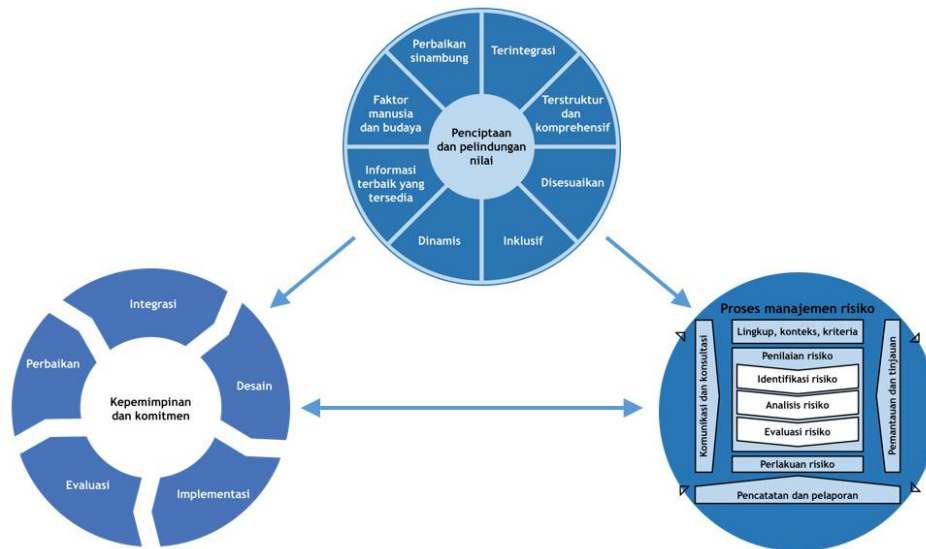 Perbaikan
sinambung
Terintegrasi
Faktor
manusia
dan budaya
Terstruktur
dan
komprehensif
Penciptaan
dan pelindungan
nilai
Informasi
terbaik yang
tersedia
Disesuaikan
Dinamis
Inklusif
Integrasi
Perbaikan
Desain
Kepemimpinan
dan komitmen
Evaluasi
Implementasi
Proses manajemen risiko
Komunikasi dan konsultasi
Lingkup, konteks, kriteria
Penilaian risiko
Identifikasi risiko
Analisis risiko
Evaluasi risiko
Perlakuan risiko
Pemantauan dan tinjauan
Pencatatan dan pelaporan